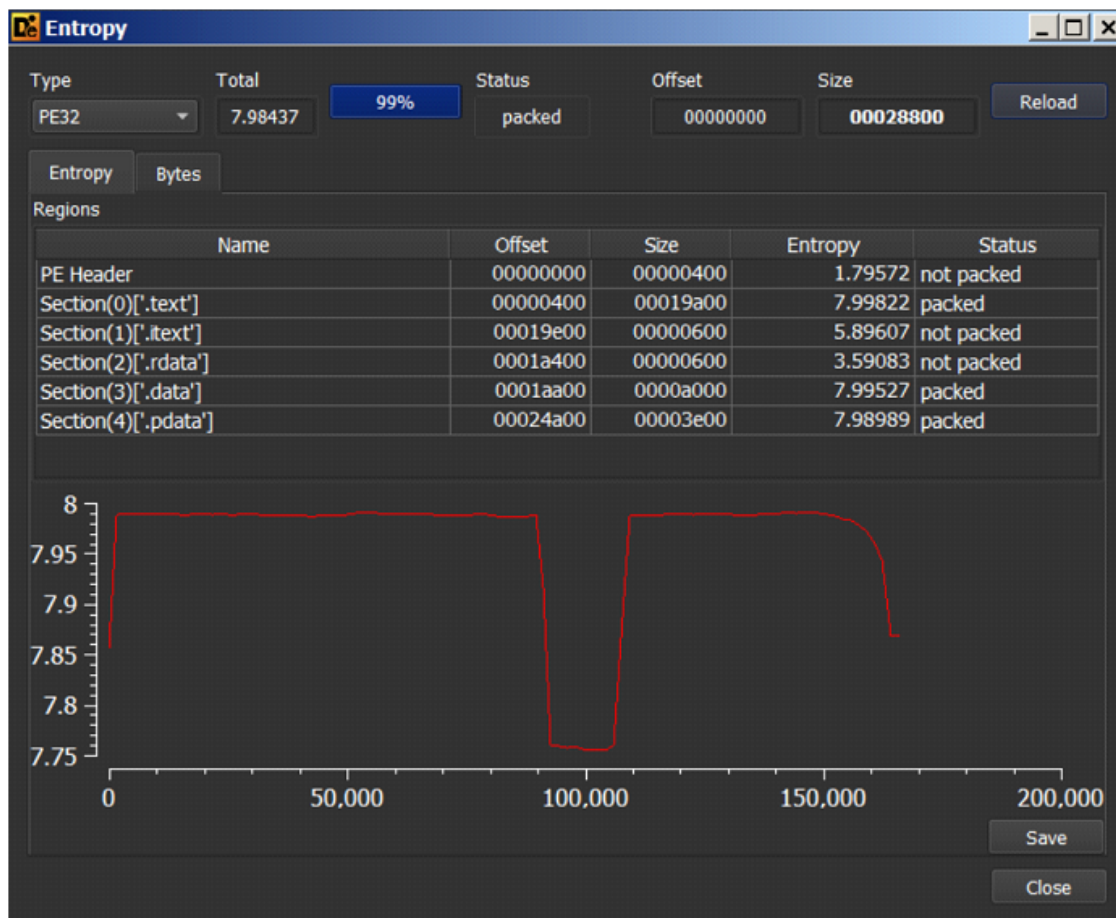 Entropy
Type Total Status Offset Size
PE32 7.98437 99% packed 00000000 00028800 Reload
Entropy Bytes
Regions
Name Offset Size Entropy Status
PE Header 00000000 00000400 1.79572 not packed
Section(0)['.text'] 00000400 00019a00 7.99822 packed
Section(1)['.itext'] 00019e00 00000600 5.89607 not packed
Section(2)['.rdata'] 0001a400 00000600 3.59083 not packed
Section(3)['.data'] 0001aa00 0000a000 7.99527 packed
Section(4)['.pdata'] 00024a00 00003e00 7.98989 packed
8
7.95
7.9
7.85
7.8
7.75
0 50,000 100,000 150,000 200,000
Save
Close